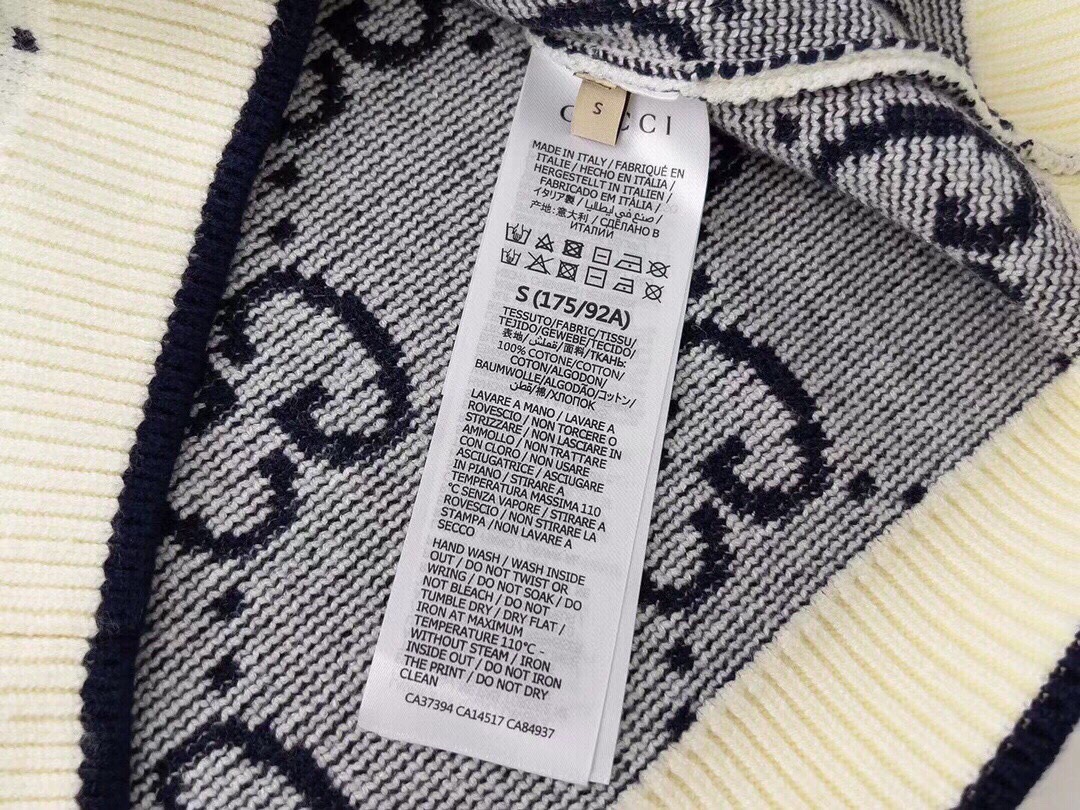 S
GUCCI
MADE IN ITALY / FABRIQUÉ EN
ITALIE / HECHO EN ITALIA /
HERGESTELLT IN ITALIEN /
FABRICADO EM ITÀLIA /
イタリア製 / صنع في إيطاليا /
产地:意大利 / СДЕЛАНО В
ИТАЛИИ
S (175/92A)
TESSUTO/FABRIC/TISSU/
TEJIDO/GEWEBE/TECIDO/
表地/قماش/面料/ТКАНЬ:
100% COTONE/COTTON/
COTON/ALGODON/
BAUMWOLLE/ALGODÃO/コットン/
قطن/棉/ХЛОПОК
LAVARE A MANO / LAVARE A
ROVESCIO / NON TORCERE O
STRIZZARE / NON LASCIARE IN
AMMOLLO / NON TRATTARE
CON CLORO / NON USARE
ASCIUGATRICE / ASCIUGARE
IN PIANO / STIRARE A
TEMPERATURA MASSIMA 110
°C SENZA VAPORE / STIRARE A
ROVESCIO / NON STIRARE LA
STAMPA / NON LAVARE A
SECCO
HAND WASH / WASH INSIDE
OUT / DO NOT TWIST OR
WRING / DO NOT SOAK / DO
NOT BLEACH / DO NOT
TUMBLE DRY / DRY FLAT /
IRON AT MAXIMUM
TEMPERATURE 110°C -
WITHOUT STEAM / IRON
INSIDE OUT / DO NOT IRON
THE PRINT / DO NOT DRY
CLEAN
CA37394 CA14517 CA84937